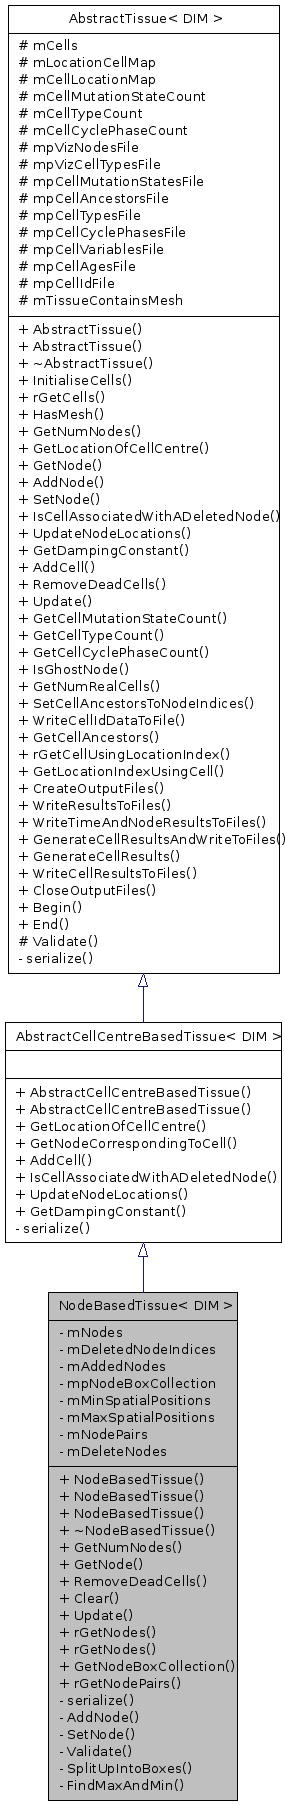 AbstractTissue< DIM >
# mCells
# mLocationCellMap
# mCellLocationMap
# mCellMutationStateCount
# mCellTypeCount
# mCellCyclePhaseCount
# mpVizNodesFile
# mpVizCellTypesFile
# mpCellMutationStatesFile
# mpCellAncestorsFile
# mpCellTypesFile
# mpCellCyclePhasesFile
# mpCellVariablesFile
# mpCellAgesFile
# mpCellIdFile
# mTissueContainsMesh
+ AbstractTissue()
+ AbstractTissue()
+ ~AbstractTissue()
+ InitialiseCells()
+ rGetCells()
+ HasMesh()
+ GetNumNodes()
+ GetLocationOfCellCentre()
+ GetNode()
+ AddNode()
+ SetNode()
+ IsCellAssociatedWithADeletedNode()
+ UpdateNodeLocations()
+ GetDampingConstant()
+ AddCell()
+ RemoveDeadCells()
+ Update()
+ GetCellMutationStateCount()
+ GetCellTypeCount()
+ GetCellCyclePhaseCount()
+ IsGhostNode()
+ GetNumRealCells()
+ SetCellAncestorsToNodeIndices()
+ WriteCellIdDataToFile()
+ GetCellAncestors()
+ rGetCellUsingLocationIndex()
+ GetLocationIndexUsingCell()
+ CreateOutputFiles()
+ WriteResultsToFiles()
+ WriteTimeAndNodeResultsToFiles()
+ GenerateCellResultsAndWriteToFiles()
+ GenerateCellResults()
+ WriteCellResultsToFiles()
+ CloseOutputFiles()
+ Begin()
+ End()
# Validate()
- serialize()
AbstractCellCentreBasedTissue< DIM >
+ AbstractCellCentreBasedTissue()
+ AbstractCellCentreBasedTissue()
+ GetLocationOfCellCentre()
+ GetNodeCorrespondingToCell()
+ AddCell()
+ IsCellAssociatedWithADeletedNode()
+ UpdateNodeLocations()
+ GetDampingConstant()
- serialize()
NodeBasedTissue< DIM >
- mNodes
- mDeletedNodeIndices
- mAddedNodes
- mpNodeBoxCollection
- mMinSpatialPositions
- mMaxSpatialPositions
- mNodePairs
- mDeleteNodes
+ NodeBasedTissue()
+ NodeBasedTissue()
+ NodeBasedTissue()
+ ~NodeBasedTissue()
+ GetNumNodes()
+ GetNode()
+ RemoveDeadCells()
+ Clear()
+ Update()
+ rGetNodes()
+ rGetNodes()
+ GetNodeBoxCollection()
+ rGetNodePairs()
- serialize()
- AddNode()
- SetNode()
- Validate()
- SplitUpIntoBoxes()
- FindMaxAndMin()